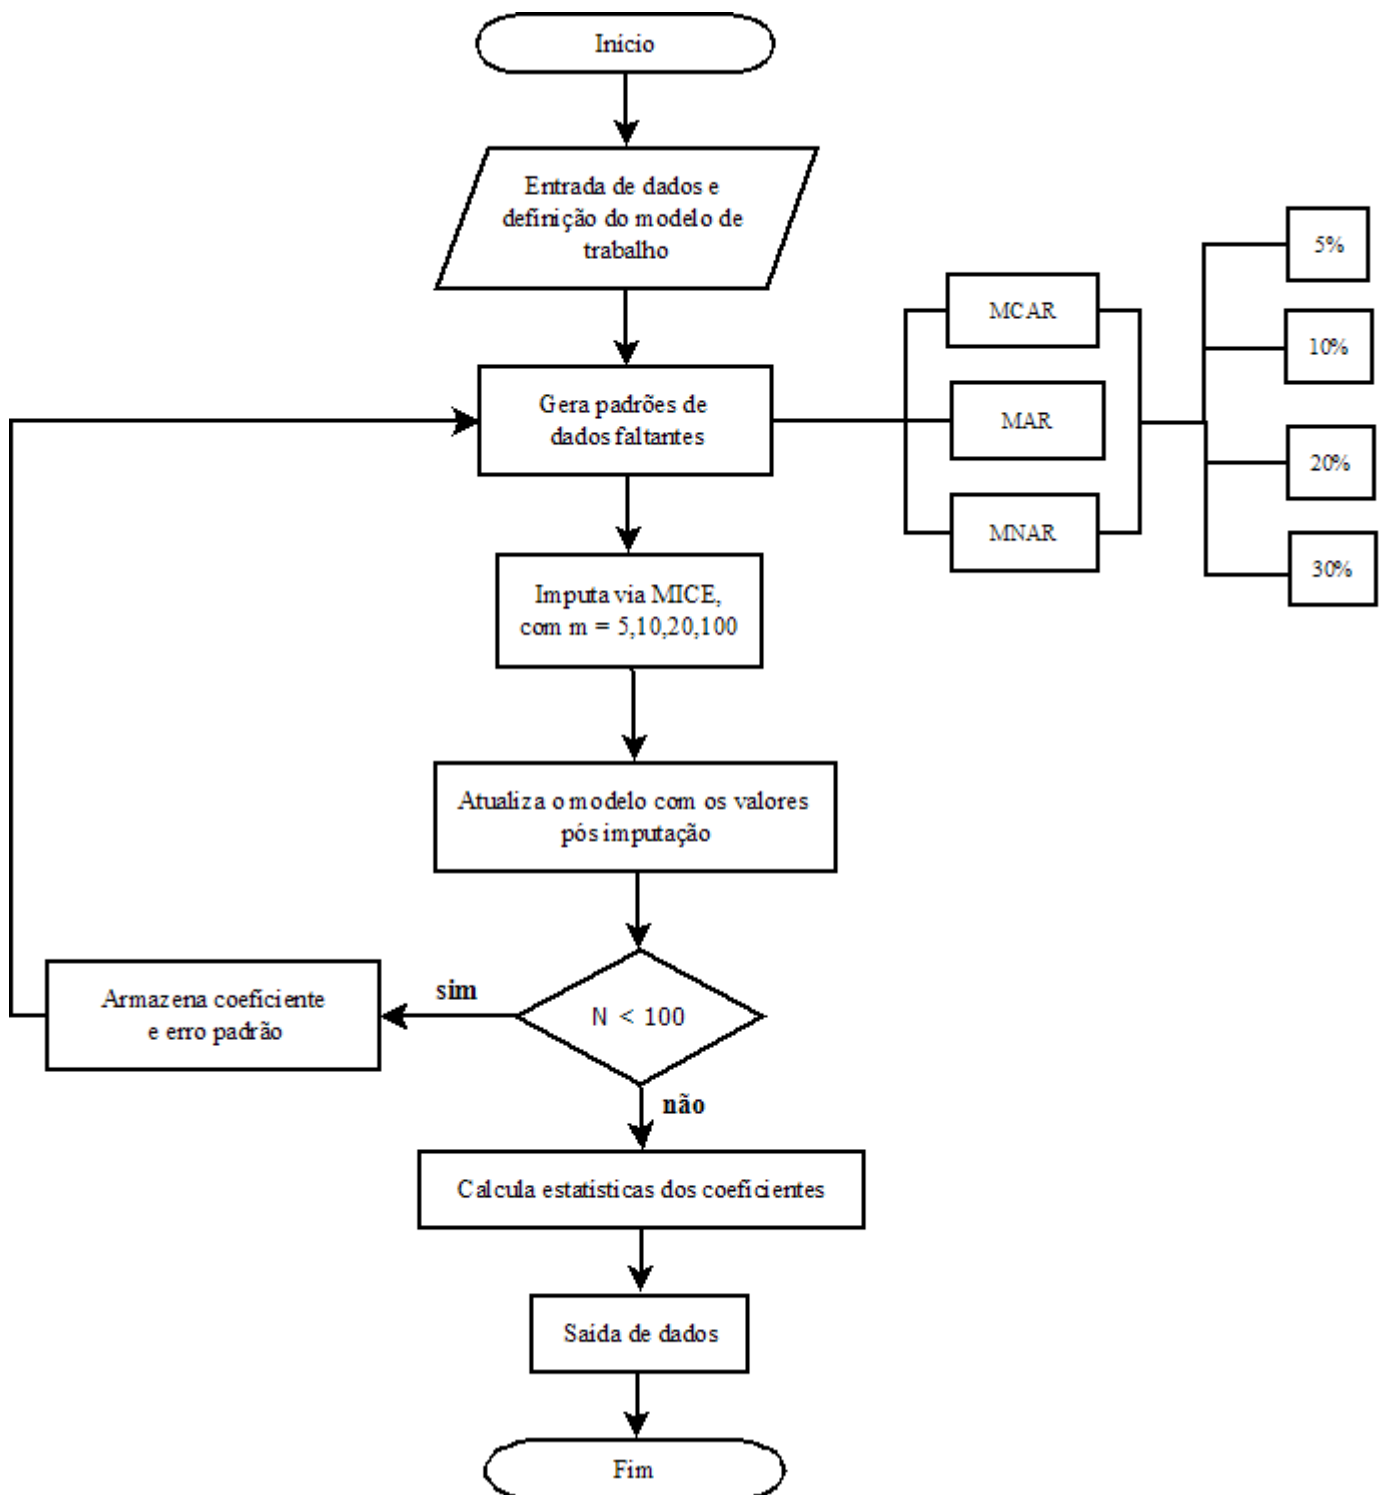 Início
Entrada de dados e
definição do modelo de
trabalho
Gera padrões de
dados faltantes
MCAR
MAR
MNAR
5%
10%
20%
30%
Imputa via MICE,
com m = 5,10,20,100
Atualiza o modelo com os valores
pós imputação
N < 100
sim
Armazena coeficiente
e erro padrão
não
Calcula estatísticas dos coeficientes
Saída de dados
Fim